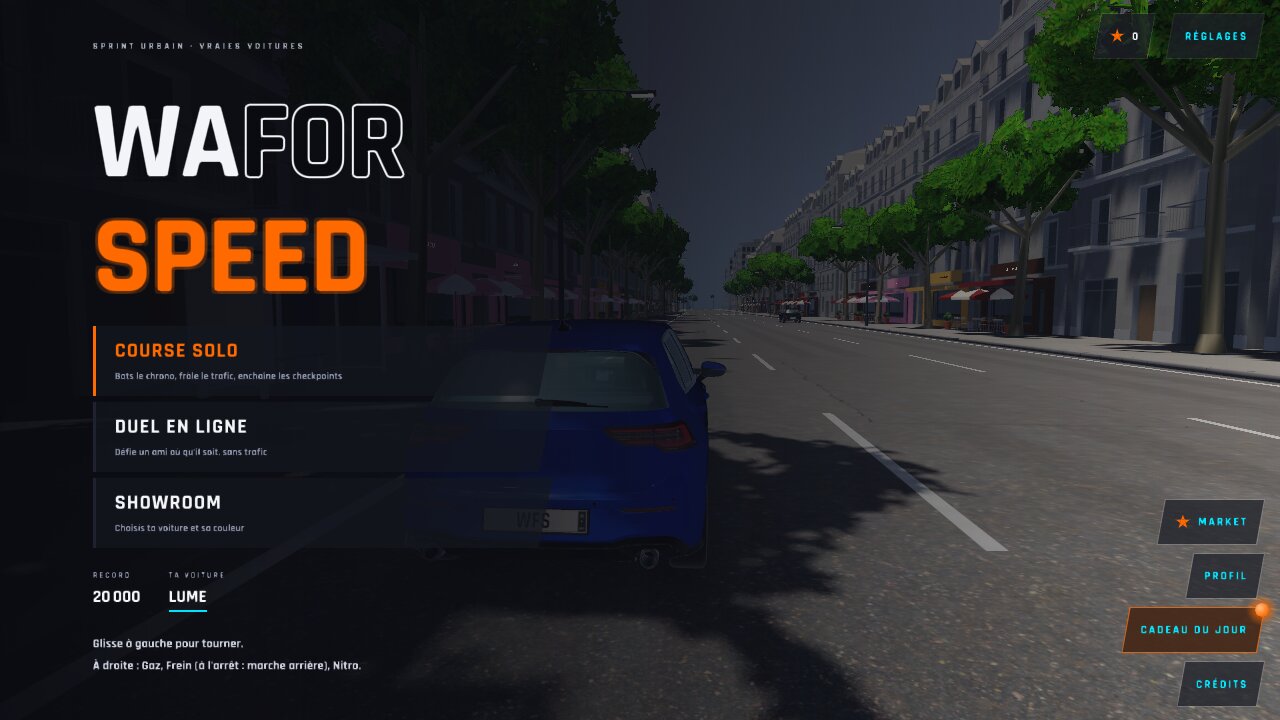 SPRINT URBAIN · VRAIES VOITURES
★ 0
RÉGLAGES
WAFOR
SPEED
COURSE SOLO
Bats le chrono, frôle le trafic, enchaîne les checkpoints
DUEL EN LIGNE
Défie un ami où qu'il soit, sans trafic
SHOWROOM
Choisis ta voiture et sa couleur
WFS
RECORD
20 000
TA VOITURE
LUME
Glisse à gauche pour tourner.
À droite : Gaz, Frein (à l'arrêt : marche arrière), Nitro.
★ MARKET
PROFIL
CADEAU DU JOUR
CRÉDITS